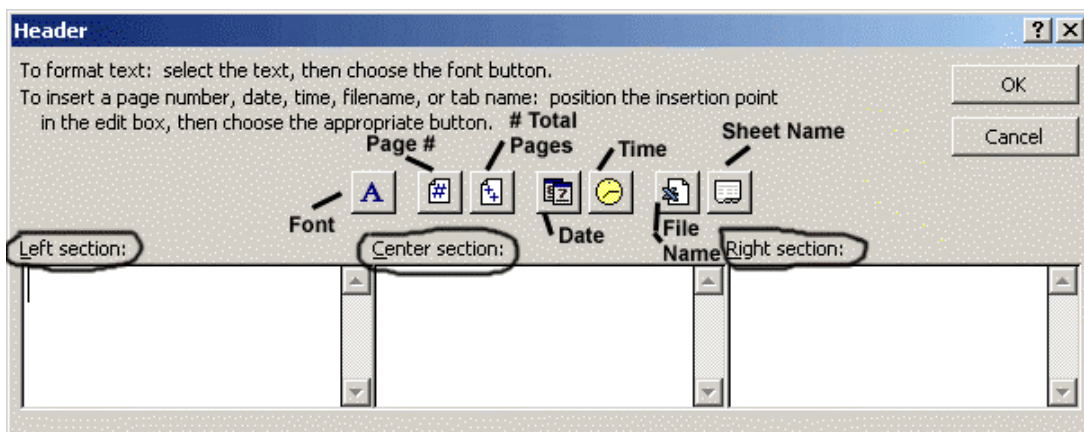 Header
To format text: select the text, then choose the font button.
To insert a page number, date, time, filename, or tab name: position the insertion point
in the edit box, then choose the appropriate button.
OK
Cancel
# Total
Pages
Page #
Time
Sheet Name
A
#
Font
Date
File
Name
Left section:
Center section:
Right section: